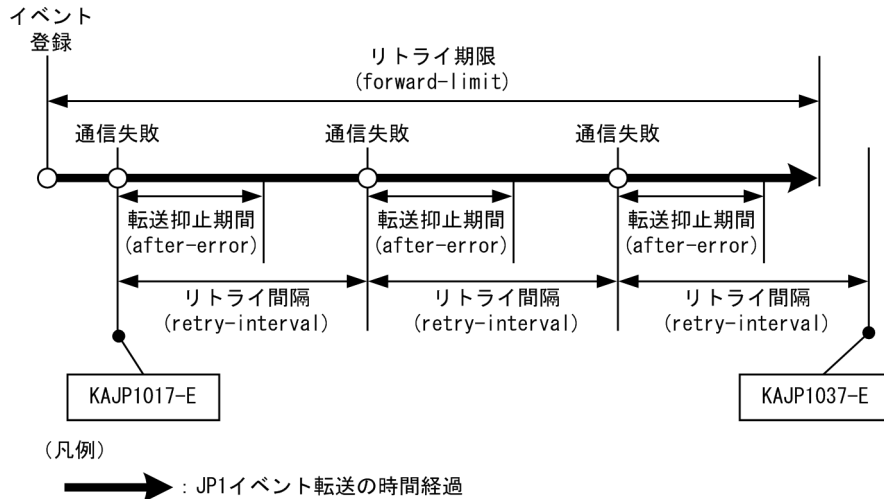 イベント
登録
リトライ期限
(forward-limit)
通信失敗
通信失敗
通信失敗
転送抑止期間
(after-error)
転送抑止期間
(after-error)
転送抑止期間
(after-error)
リトライ間隔
(retry-interval)
リトライ間隔
(retry-interval)
リトライ間隔
(retry-interval)
KAJP1017-E
KAJP1037-E
(凡例)
: JP1イベント転送の時間経過